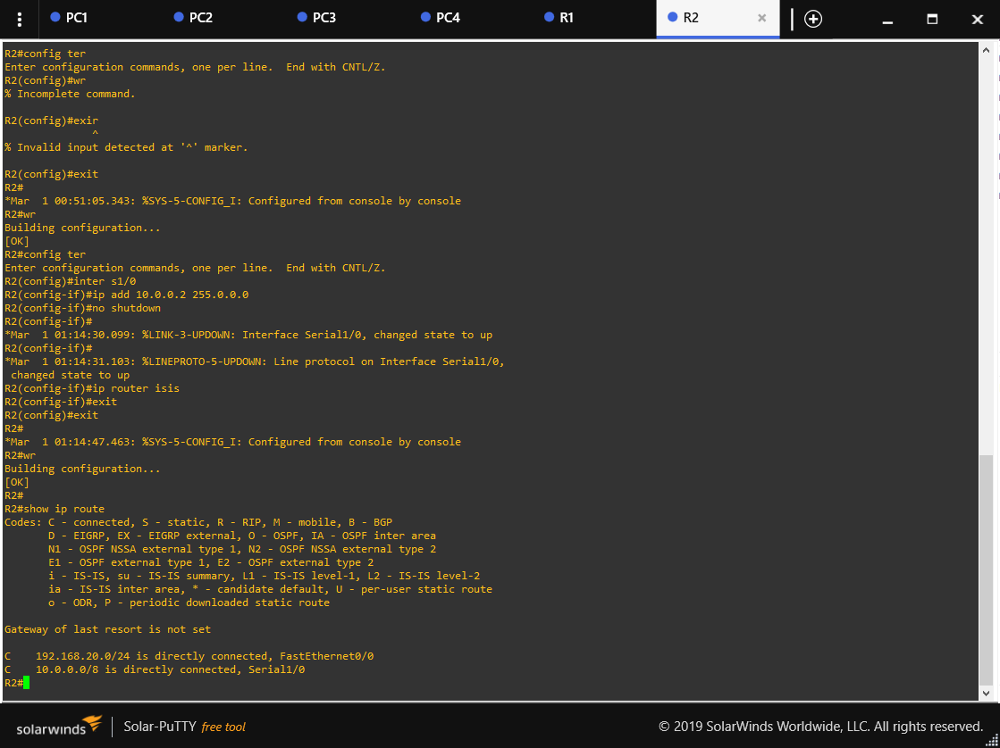 PC1 PC2 PC3 PC4 R1 R2
R2#config ter
Enter configuration commands, one per line.  End with CNTL/Z.
R2(config)#wr
% Incomplete command.
R2(config)#exir
^
% Invalid input detected at '^' marker.
R2(config)#exit
R2#
*Mar  1 00:51:05.343: %SYS-5-CONFIG_I: Configured from console by console
R2#wr
Building configuration...
[OK]
R2#config ter
Enter configuration commands, one per line.  End with CNTL/Z.
R2(config)#inter s1/0
R2(config-if)#ip add 10.0.0.2 255.0.0.0
R2(config-if)#no shutdown
R2(config-if)#
*Mar  1 01:14:30.099: %LINK-3-UPDOWN: Interface Serial1/0, changed state to up
R2(config-if)#
*Mar  1 01:14:31.103: %LINEPROTO-5-UPDOWN: Line protocol on Interface Serial1/0,
 changed state to up
R2(config-if)#ip router isis
R2(config-if)#exit
R2(config)#exit
R2#
*Mar  1 01:14:47.463: %SYS-5-CONFIG_I: Configured from console by console
R2#wr
Building configuration...
[OK]
R2#
R2#show ip route
Codes: C - connected, S - static, R - RIP, M - mobile, B - BGP
       D - EIGRP, EX - EIGRP external, O - OSPF, IA - OSPF inter area
       N1 - OSPF NSSA external type 1, N2 - OSPF NSSA external type 2
       E1 - OSPF external type 1, E2 - OSPF external type 2
       i - IS-IS, su - IS-IS summary, L1 - IS-IS level-1, L2 - IS-IS level-2
       ia - IS-IS inter area, * - candidate default, U - per-user static route
       o - ODR, P - periodic downloaded static route
Gateway of last resort is not set
C    192.168.20.0/24 is directly connected, FastEthernet0/0
C    10.0.0.0/8 is directly connected, Serial1/0
R2#
solarwinds Solar-PuTTY free tool © 2019 SolarWinds Worldwide, LLC. All rights reserved.